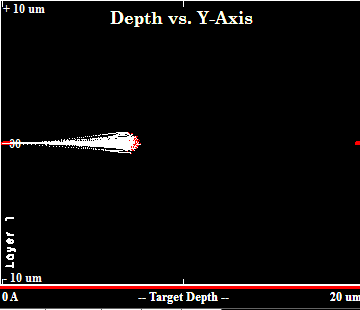 + 10 um
Depth vs. Y-Axis
Layer 1
- 10 um
0 A
-- Target Depth --
20 um